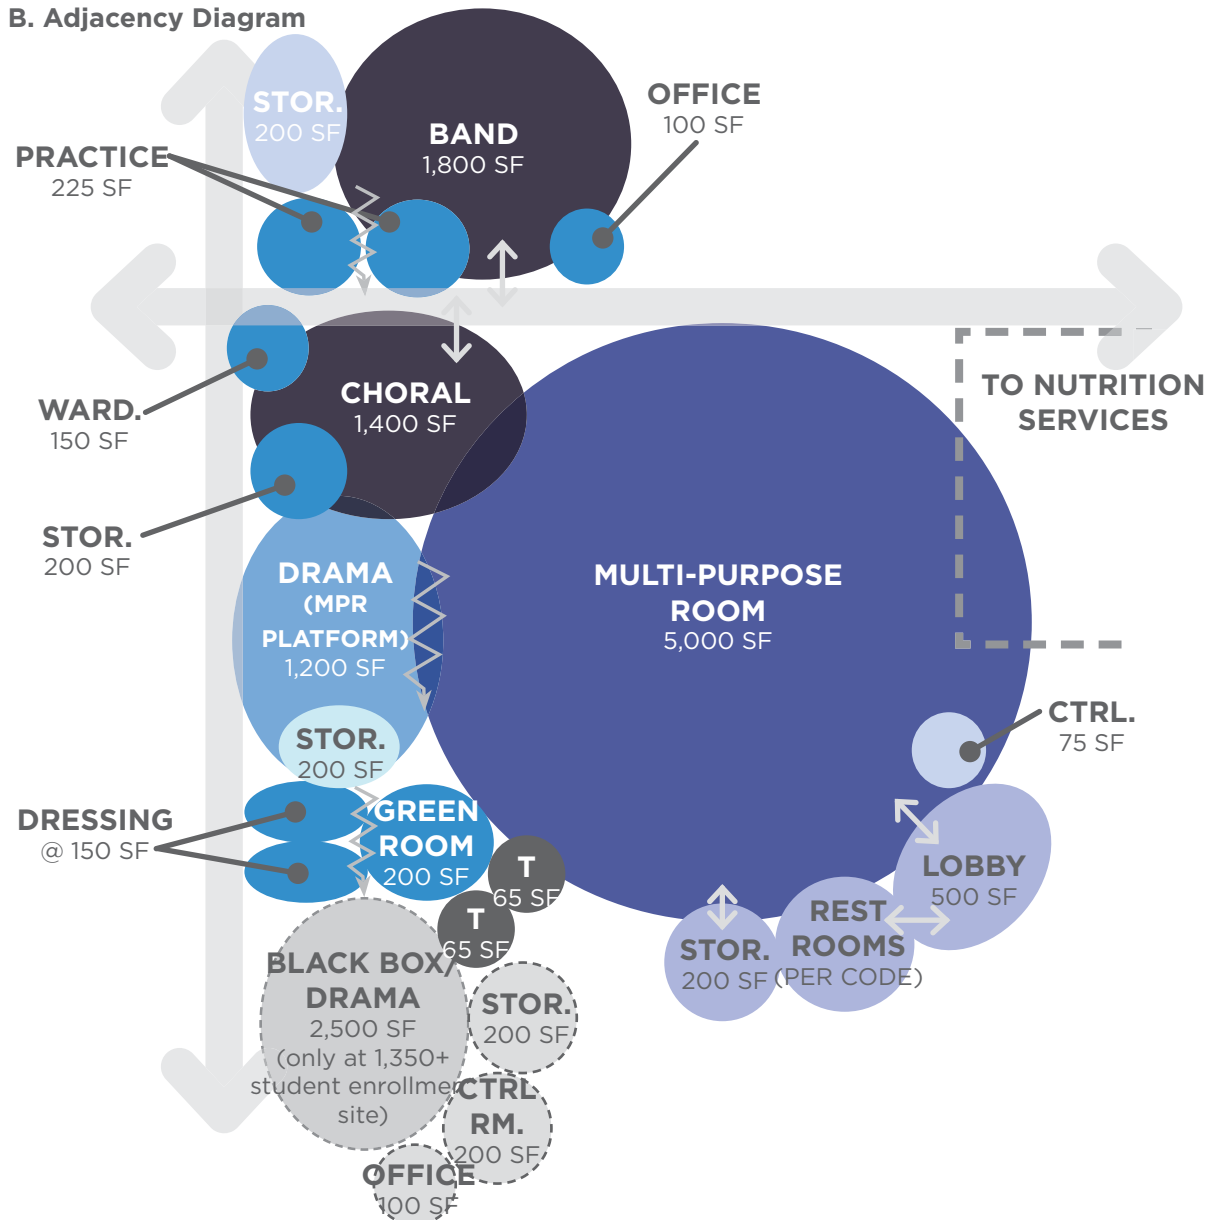 B. Adjacency Diagram
STOR.
200 SF
BAND
1,800 SF
OFFICE
100 SF
PRACTICE
225 SF
WARD.
150 SF
CHORAL
1,400 SF
TO NUTRITION
SERVICES
STOR.
200 SF
DRAMA
(MPR
PLATFORM)
1,200 SF
MULTI-PURPOSE
ROOM
5,000 SF
STOR.
200 SF
CTRL.
75 SF
DRESSING
@ 150 SF
GREEN
ROOM
200 SF
T
65 SF
T
65 SF
LOBBY
500 SF
REST
ROOMS
(PER CODE)
STOR.
200 SF
BLACK BOX/
DRAMA
2,500 SF
(only at 1,350+
student enrollment
site)
STOR.
200 SF
CTRL
RM.
200 SF
OFFICE
100 SF